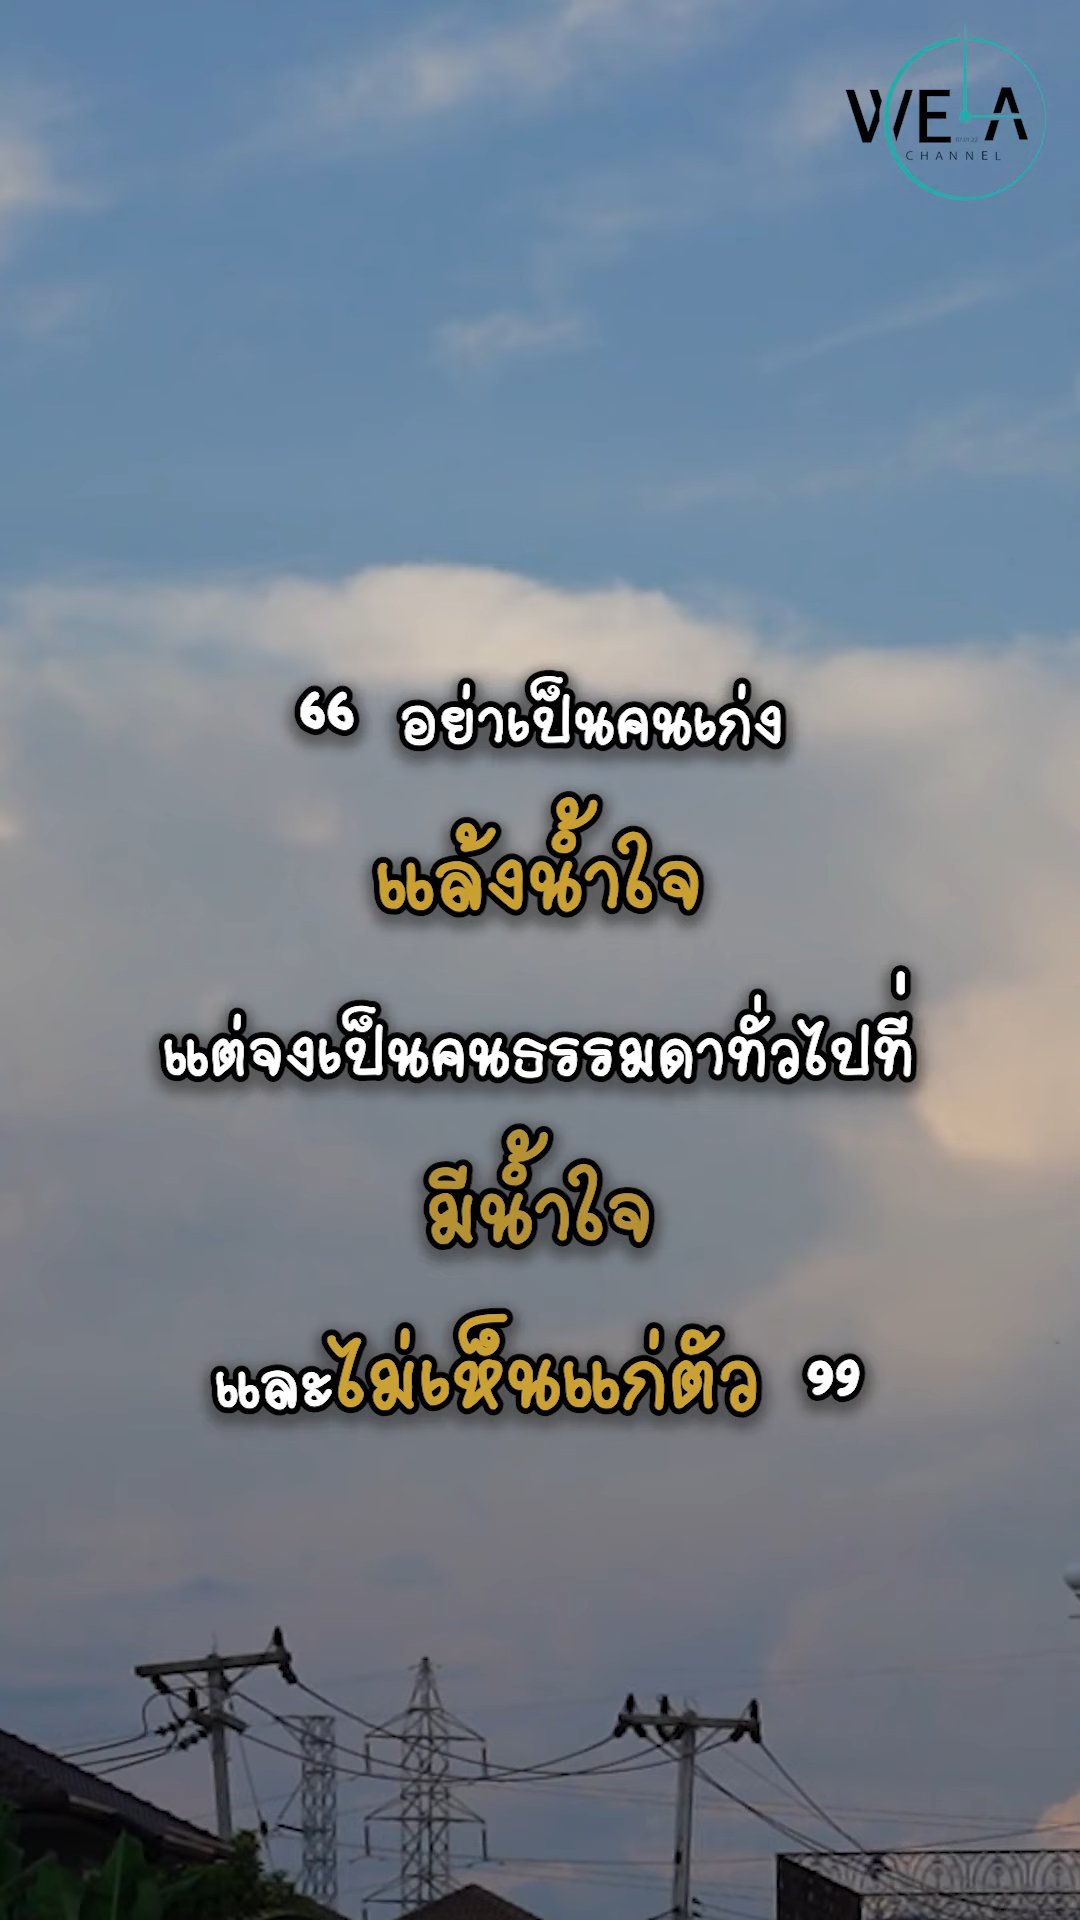 WELA
CHANNEL
“ อย่าเป็นคนเก่ง
แล้งน้ำใจ
แต่จงเป็นคนธรรมดาทั่วไปที่
มีน้ำใจ
และไม่เห็นแก่ตัว ”